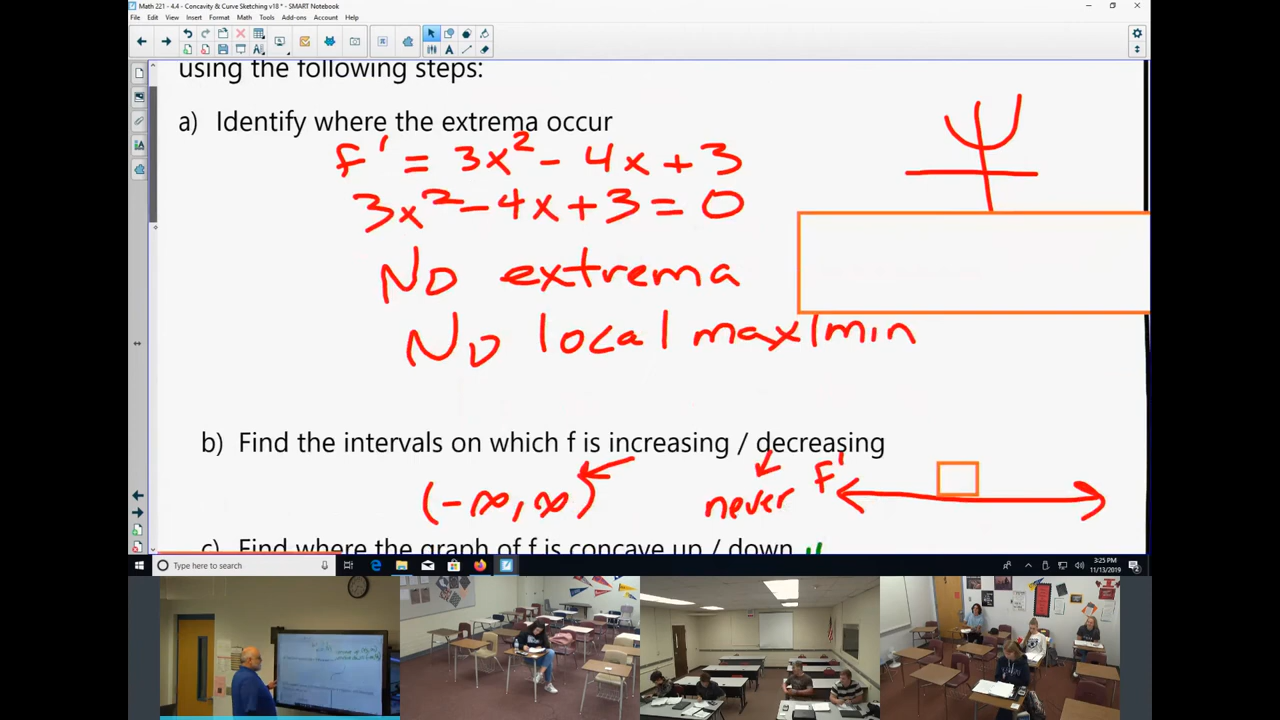 Math 221 - 4.4 - Concavity & Curve Sketching v18 * - SMART Notebook
File Edit View Insert Format Math Tools Add-ons Account Help
using the following steps:
a) Identify where the extrema occur
f' = 3x² - 4x + 3
3x² - 4x + 3 = 0
No extrema
No local max/min
b) Find the intervals on which f is increasing / decreasing
(-∞, ∞) never f'
c) Find where the graph of f is concave up / down
Type here to search
3:25 PM
11/13/2019